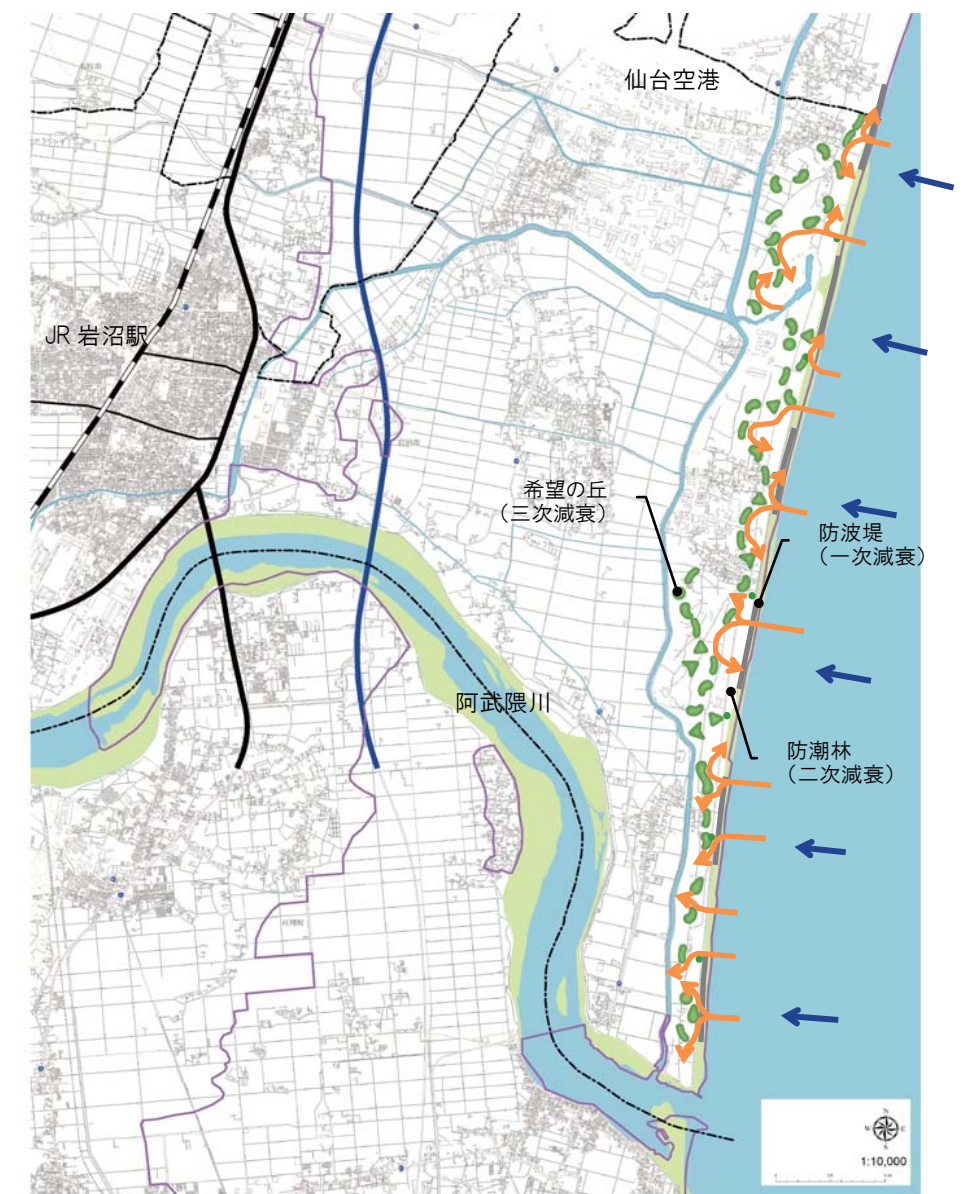 仙台空港
JR 岩沼駅
希望の丘
（三次減衰）
防波堤
（一次減衰）
阿武隈川
防潮林
（二次減衰）
N
W
E
S
1:10,000